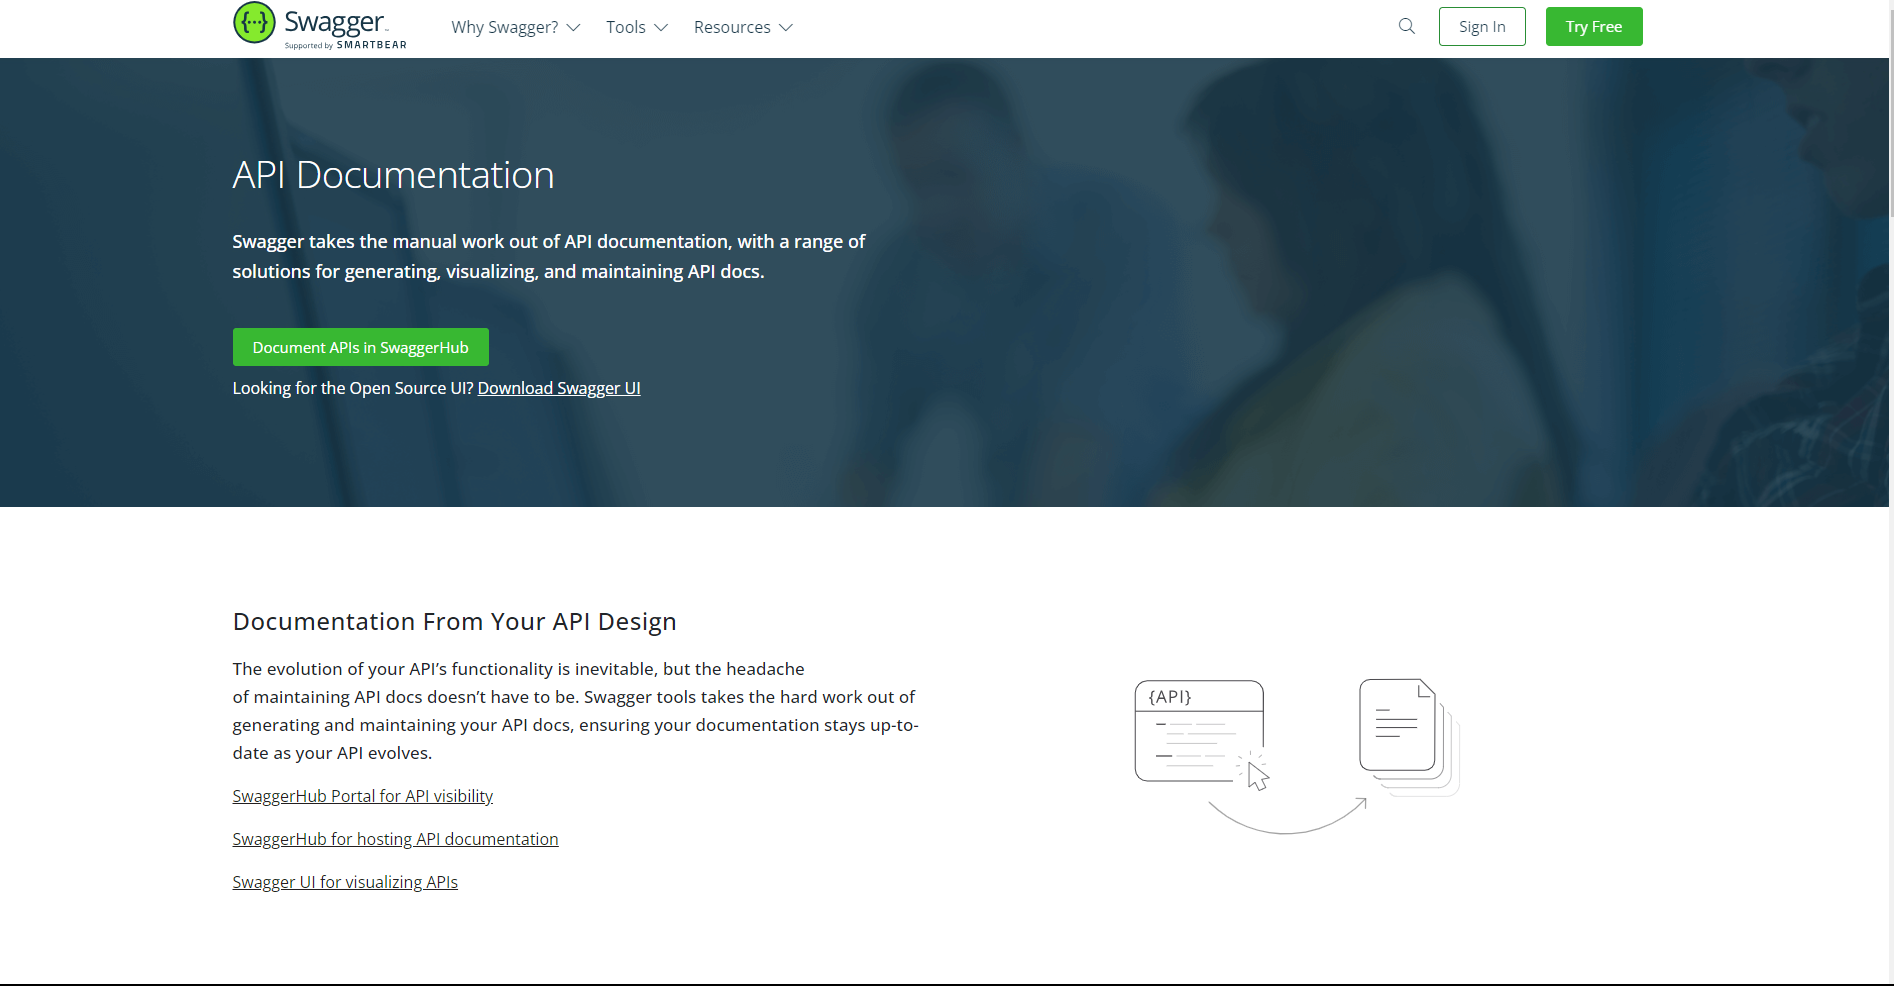 {···} Swagger
Supported by SMARTBEAR
Why Swagger? Tools Resources
Sign In
Try Free
API Documentation
Swagger takes the manual work out of API documentation, with a range of
solutions for generating, visualizing, and maintaining API docs.
Document APIs in SwaggerHub
Looking for the Open Source UI? Download Swagger UI
Documentation From Your API Design
The evolution of your API’s functionality is inevitable, but the headache
of maintaining API docs doesn’t have to be. Swagger tools takes the hard work out of
generating and maintaining your API docs, ensuring your documentation stays up-to-
date as your API evolves.
SwaggerHub Portal for API visibility
SwaggerHub for hosting API documentation
Swagger UI for visualizing APIs
{API}